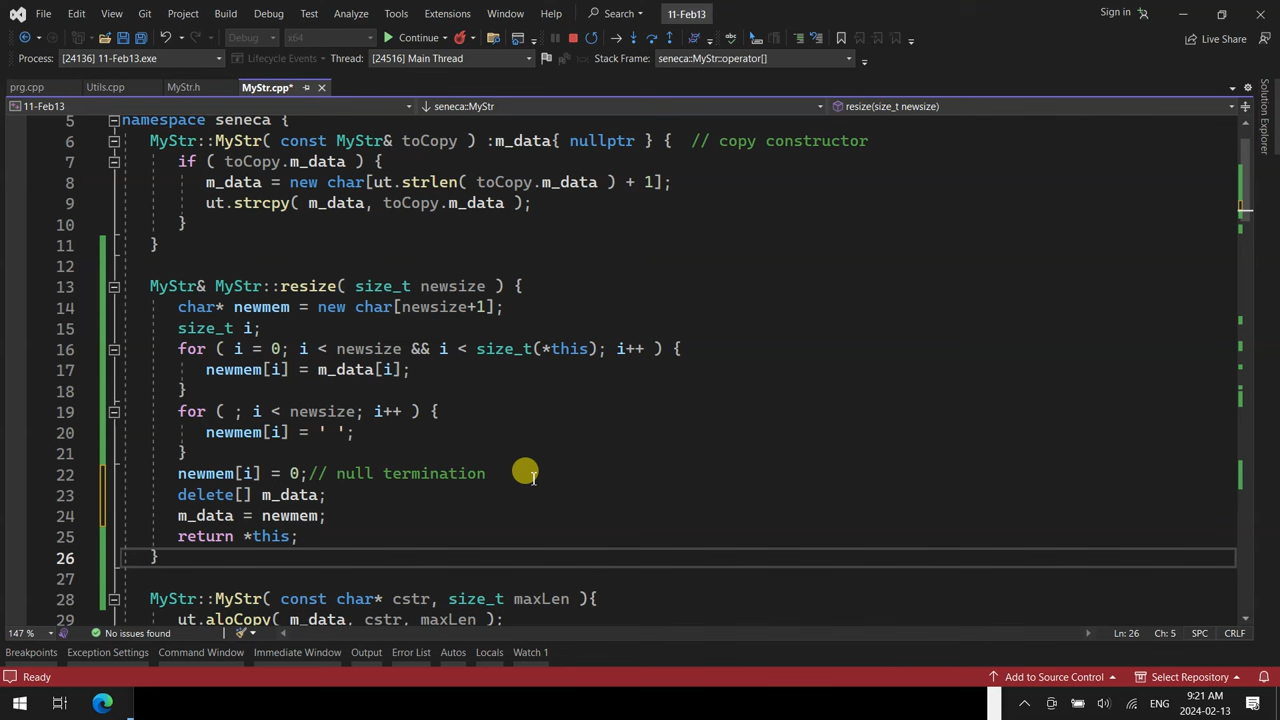 File Edit View Git Project Build Debug Test Analyze Tools Extensions Window Help Search 11-Feb13 Sign in
Debug x64 Continue Live Share
Process: [24136] 11-Feb13.exe Lifecycle Events Thread: [24516] Main Thread Stack Frame: seneca::MyStr::operator[]
prg.cpp Utils.cpp MyStr.h MyStr.cpp*
11-Feb13 seneca::MyStr resize(size_t newsize)
5 namespace seneca {
6 MyStr::MyStr( const MyStr& toCopy ) :m_data{ nullptr } { // copy constructor
7 if ( toCopy.m_data ) {
8 m_data = new char[ut.strlen( toCopy.m_data ) + 1];
9 ut.strcpy( m_data, toCopy.m_data );
10 }
11 }
12
13 MyStr& MyStr::resize( size_t newsize ) {
14 char* newmem = new char[newsize+1];
15 size_t i;
16 for ( i = 0; i < newsize && i < size_t(*this); i++ ) {
17 newmem[i] = m_data[i];
18 }
19 for ( ; i < newsize; i++ ) {
20 newmem[i] = ' ';
21 }
22 newmem[i] = 0;// null termination
23 delete[] m_data;
24 m_data = newmem;
25 return *this;
26 }
27
28 MyStr::MyStr( const char* cstr, size_t maxLen ){
29 ut.aloCopy( m_data, cstr, maxLen );
147 % No issues found Ln: 26 Ch: 5 SPC CRLF
Breakpoints Exception Settings Command Window Immediate Window Output Error List Autos Locals Watch 1
Ready Add to Source Control Select Repository
ENG 9:21 AM 2024-02-13
Solution Explorer